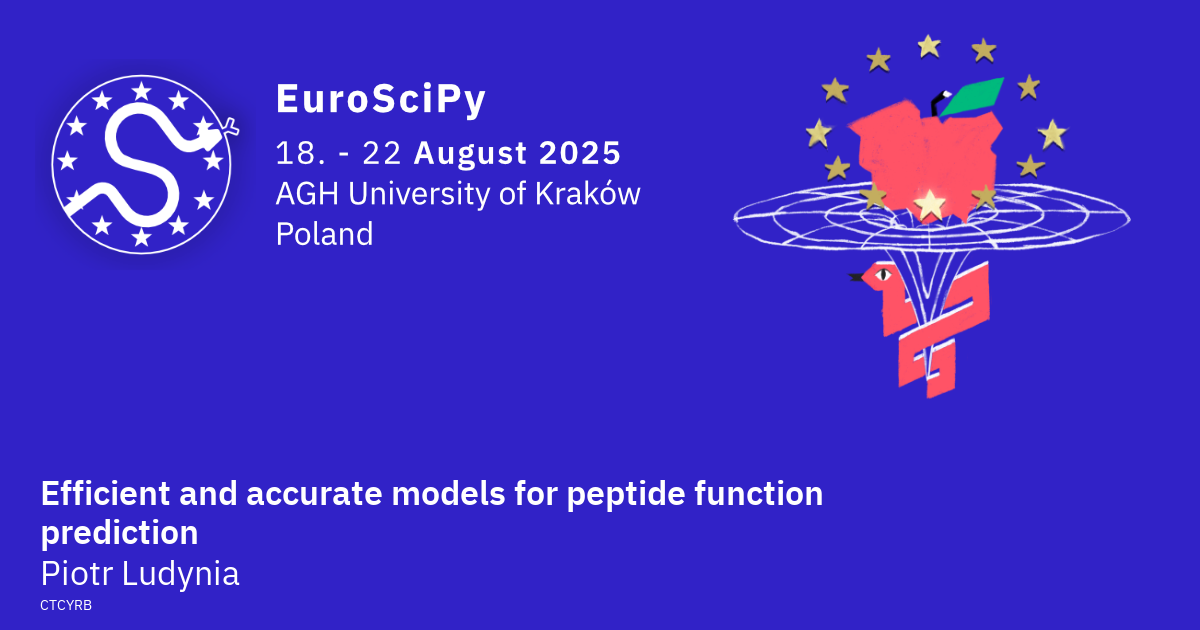 EuroSciPy
18. - 22 August 2025
AGH University of Kraków
Poland
Efficient and accurate models for peptide function
prediction
Piotr Ludynia
CTCYRB